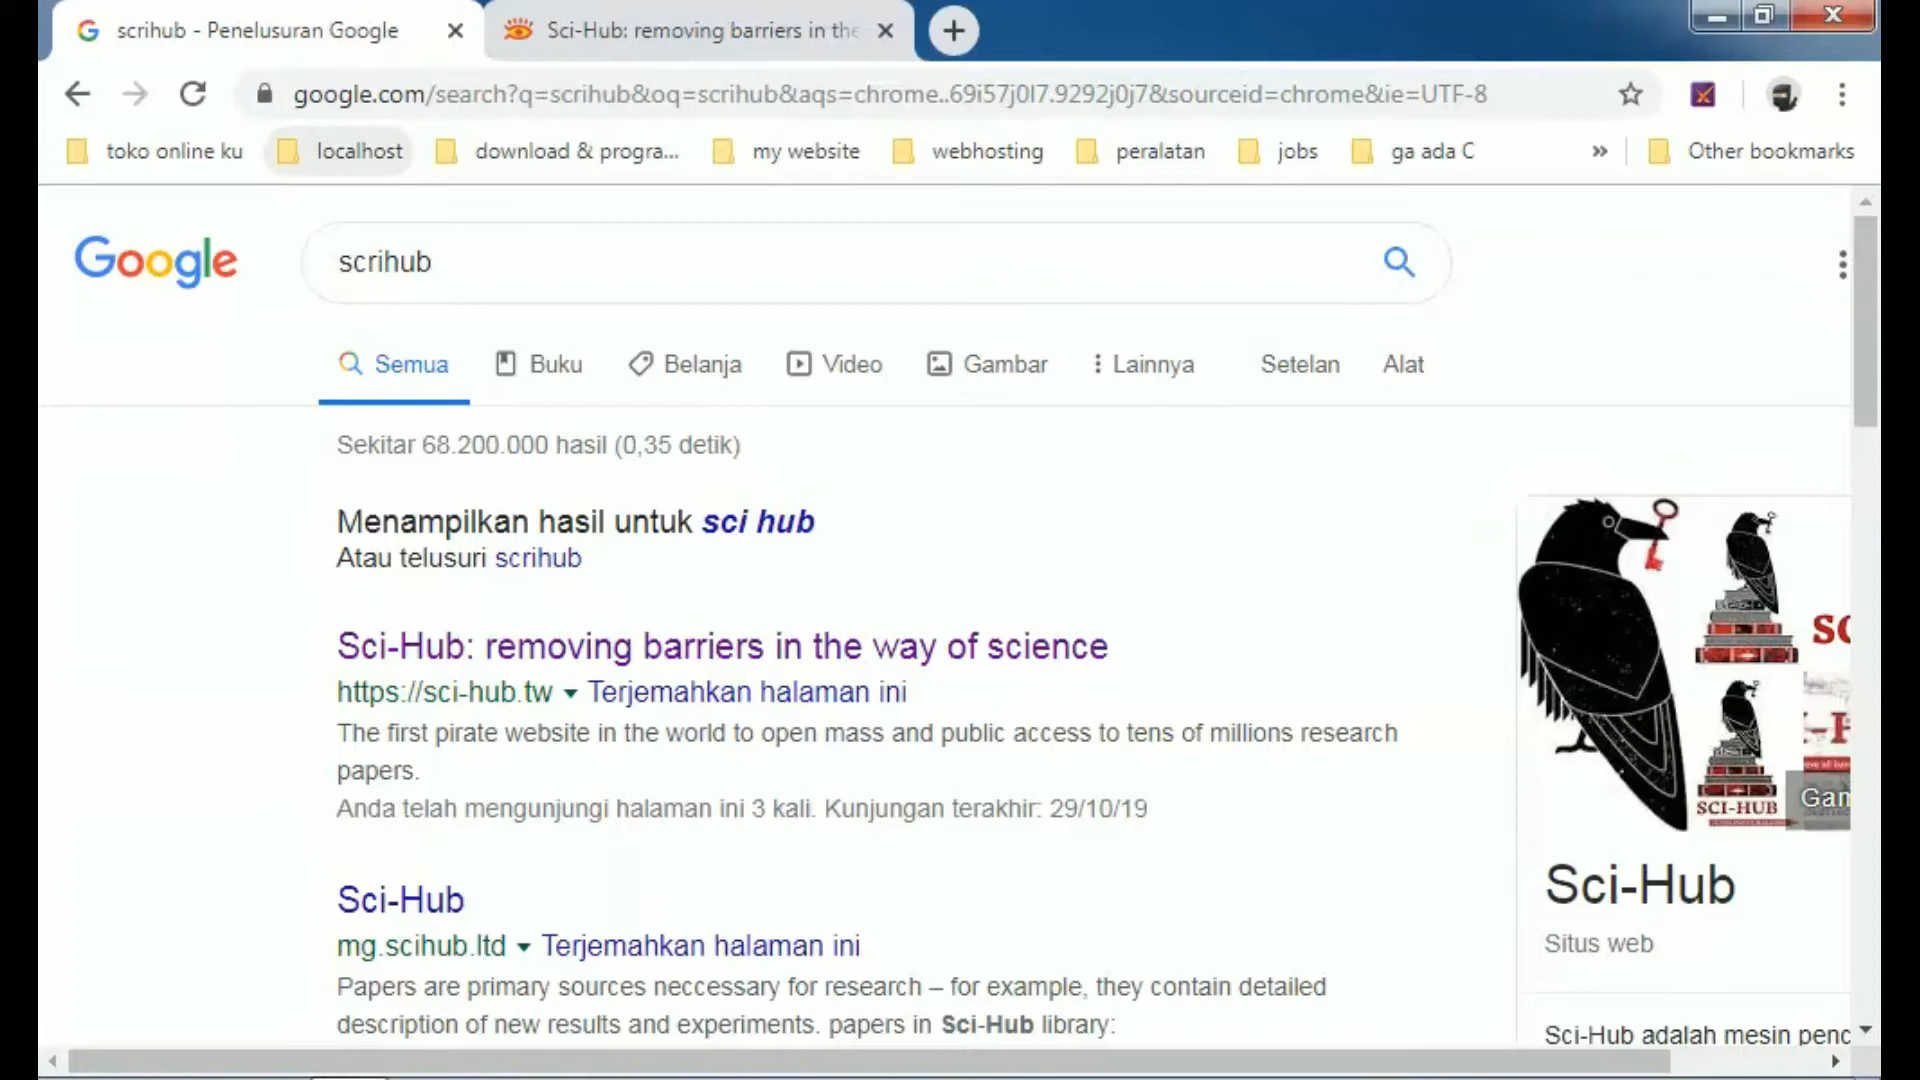 scrihub - Penelusuran Google
Sci-Hub: removing barriers in the
google.com/search?q=scrihub&oq=scrihub&aqs=chrome..69i57j0l7.9292j0j7&sourceid=chrome&ie=UTF-8
toko online ku localhost download & progra... my website webhosting peralatan jobs ga ada C » Other bookmarks
Google scrihub
Semua Buku Belanja Video Gambar Lainnya Setelan Alat
Sekitar 68.200.000 hasil (0,35 detik)
Menampilkan hasil untuk sci hub
Atau telusuri scrihub
Sci-Hub: removing barriers in the way of science
https://sci-hub.tw Terjemahkan halaman ini
The first pirate website in the world to open mass and public access to tens of millions research
papers.
Anda telah mengunjungi halaman ini 3 kali. Kunjungan terakhir: 29/10/19
Sci-Hub
mg.scihub.ltd Terjemahkan halaman ini
Papers are primary sources neccessary for research – for example, they contain detailed
description of new results and experiments. papers in Sci-Hub library:
SCI-HUB
Sci-Hub
Situs web
Sci-Hub adalah mesin penc